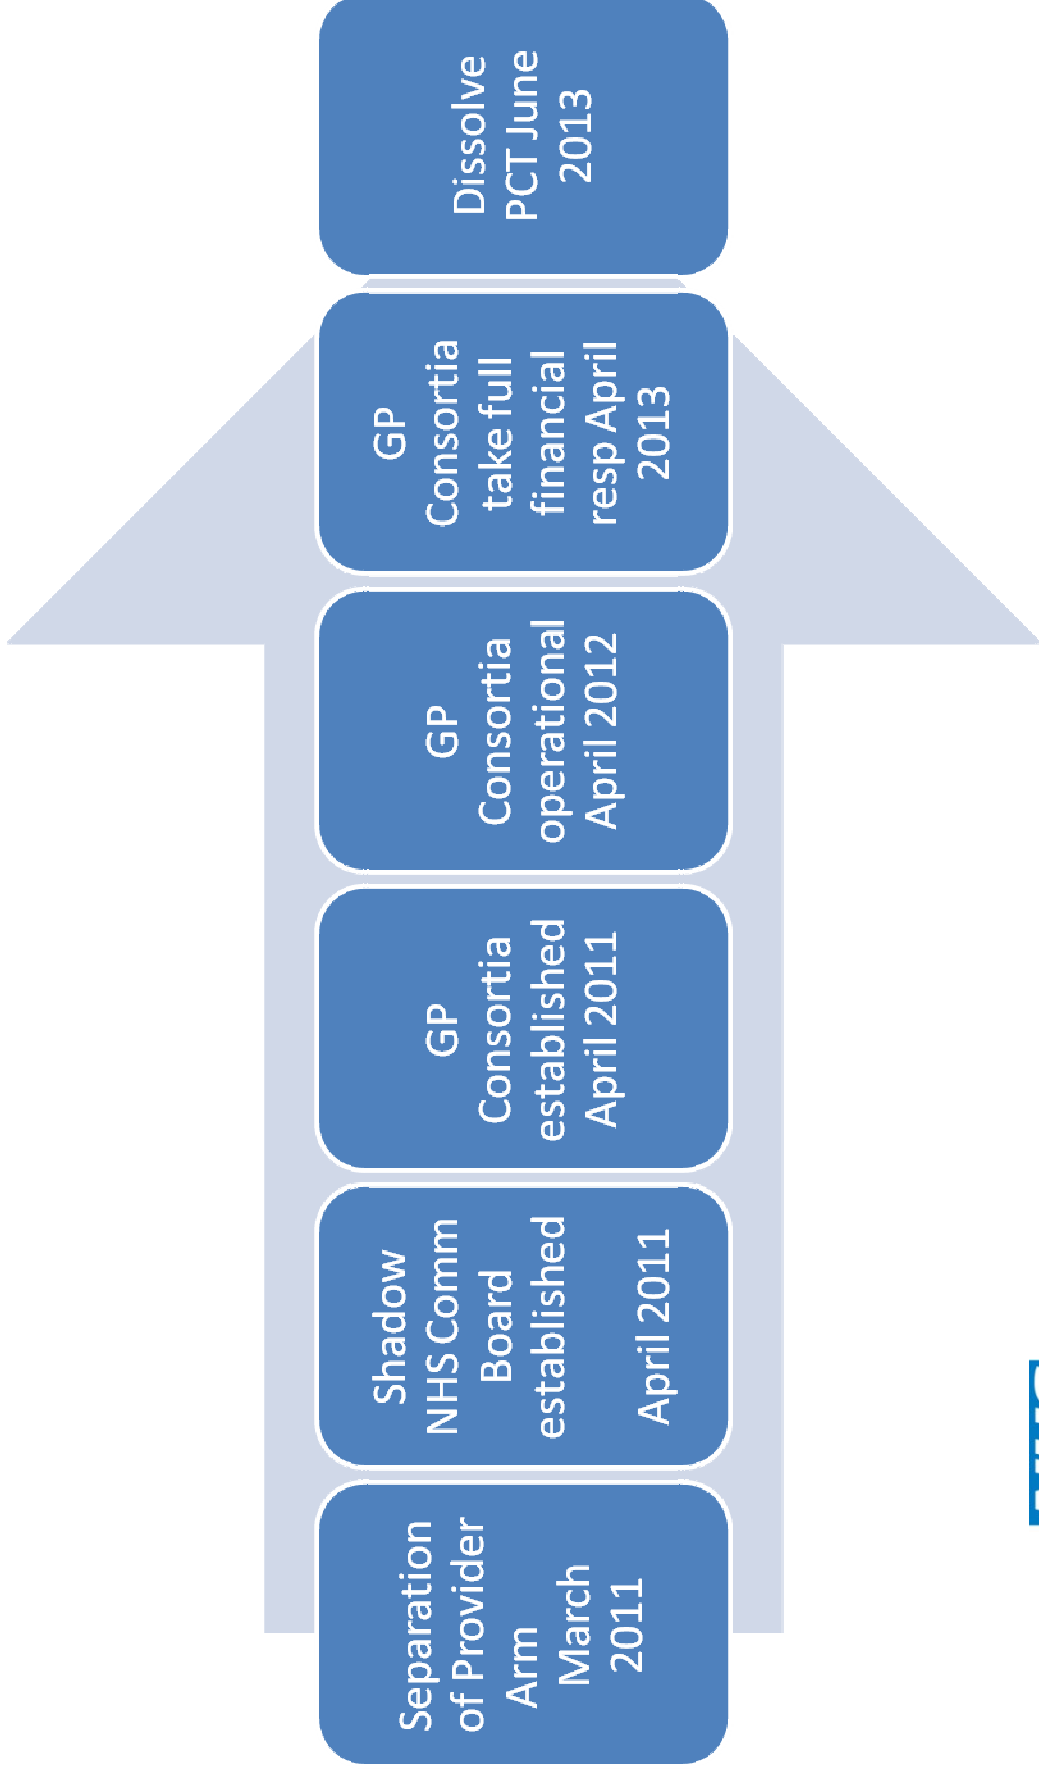 Separation
of Provider
Arm
March
2011
Shadow
NHS Comm
Board
established
April 2011
GP
Consortia
established
April 2011
GP
Consortia
operational
April 2012
GP
Consortia
take full
financial
resp April
2013
Dissolve
PCT June
2013